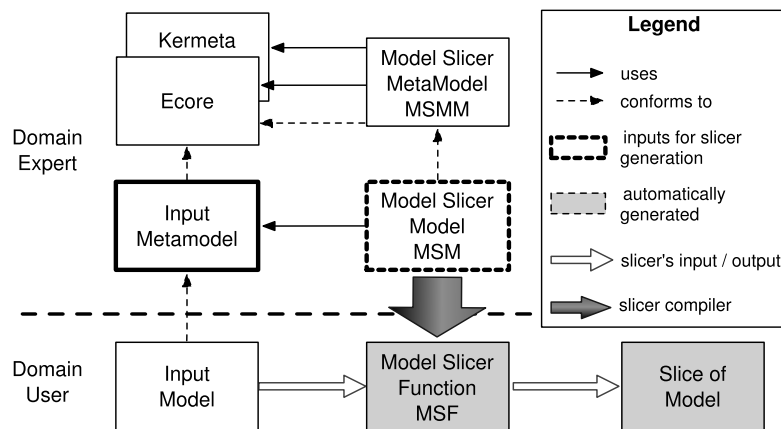 Kermeta
Ecore
Model Slicer
MetaModel
MSMM
Domain
Expert
Input
Metamodel
Model Slicer
Model
MSM
Domain
User
Input
Model
Model Slicer
Function
MSF
Slice of
Model
Legend
uses
conforms to
inputs for slicer
generation
automatically
generated
slicer's input / output
slicer compiler